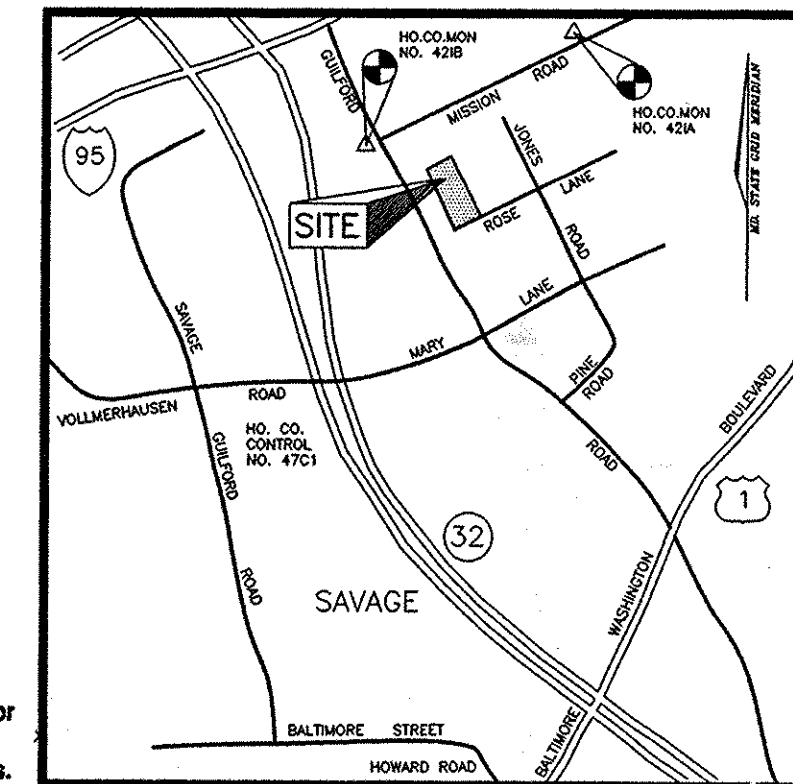 HO.CO.MON
NO. 421B
GUILFORD
MISSION ROAD
HO.CO.MON
NO. 421A
MD. STATE GRID MERIDIAN
95
JONES
ROAD
SITE
ROSE LANE
SAVAGE
MARY LANE
VOLLMERHAUSEN ROAD
PINE
ROAD
BOULEVARD
HO. CO.
CONTROL
NO. 47C1
GUILFORD
ROAD
ROAD
1
32
SAVAGE
WASHINGTON
BALTIMORE
or
BALTIMORE STREET
s.
HOWARD ROAD